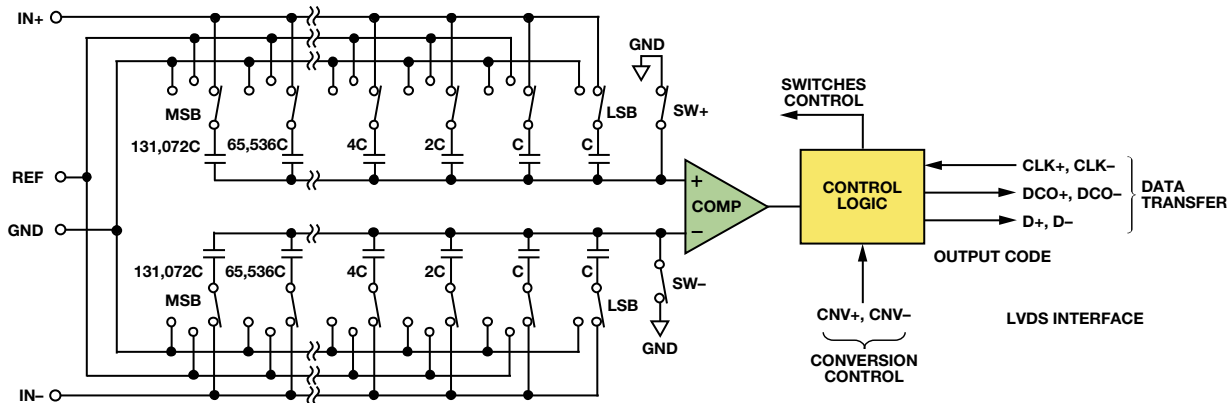 IN+
GND
SWITCHES
CONTROL
MSB
LSB
SW+
131,072C
65,536C
4C
2C
C
C
REF
GND
+
COMP
–
CONTROL
LOGIC
CLK+, CLK–
DCO+, DCO–
D+, D–
DATA
TRANSFER
OUTPUT CODE
131,072C
65,536C
4C
2C
C
C
MSB
LSB
SW–
GND
CNV+, CNV–
CONVERSION
CONTROL
LVDS INTERFACE
IN–